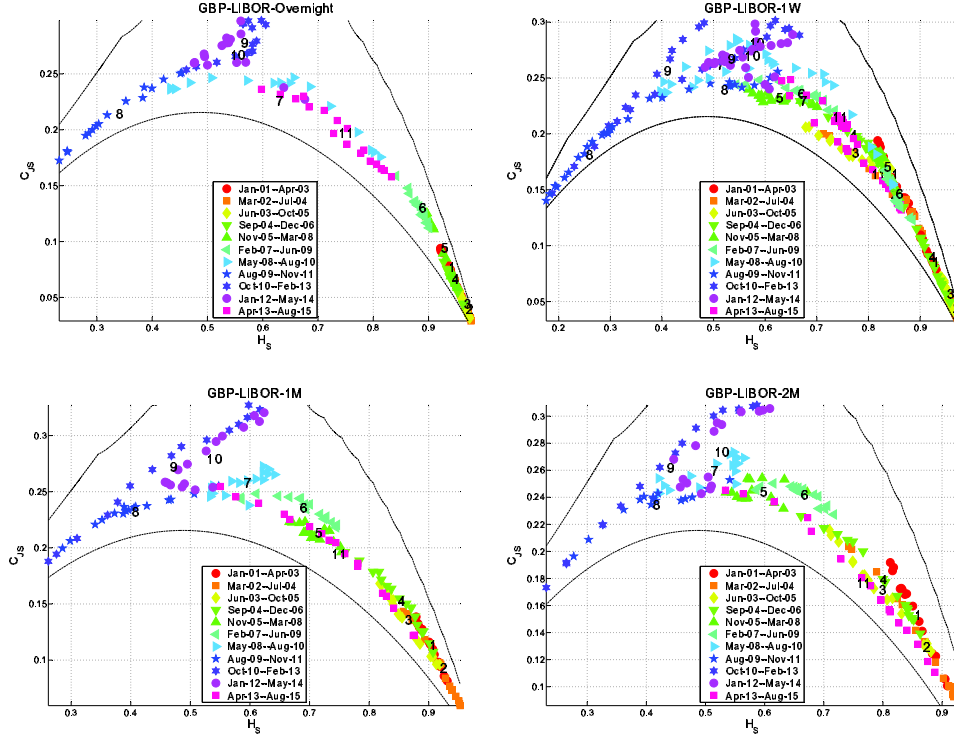 GBP-LIBOR-Overnight
0.25
0.2
0.15
0.1
0.05
C_JS
0.3 0.4 0.5 0.6 0.7 0.8 0.9
H_S
9
10
7
8
11
6
5
1
4
3
2
Jan-01--Apr-03
Mar-02--Jul-04
Jun-03--Oct-05
Sep-04--Dec-06
Nov-05--Mar-08
Feb-07--Jun-09
May-08--Aug-10
Aug-09--Nov-11
Oct-10--Feb-13
Jan-12--May-14
Apr-13--Aug-15
GBP-LIBOR-1W
0.3
0.25
0.2
0.15
0.1
0.05
C_JS
0.2 0.3 0.4 0.5 0.6 0.7 0.8 0.9
H_S
10
9
9
7
10
8
5
6
7
11
4
3
8
5
1
6
4
1
3
Jan-01--Apr-03
Mar-02--Jul-04
Jun-03--Oct-05
Sep-04--Dec-06
Nov-05--Mar-08
Feb-07--Jun-09
May-08--Aug-10
Aug-09--Nov-11
Oct-10--Feb-13
Jan-12--May-14
Apr-13--Aug-15
GBP-LIBOR-1M
0.3
0.25
0.2
0.15
0.1
C_JS
0.3 0.4 0.5 0.6 0.7 0.8 0.9
H_S
10
9
7
8
6
5
11
4
3
1
2
Jan-01--Apr-03
Mar-02--Jul-04
Jun-03--Oct-05
Sep-04--Dec-06
Nov-05--Mar-08
Feb-07--Jun-09
May-08--Aug-10
Aug-09--Nov-11
Oct-10--Feb-13
Jan-12--May-14
Apr-13--Aug-15
GBP-LIBOR-2M
0.3
0.28
0.26
0.24
0.22
0.2
0.18
0.16
0.14
0.12
0.1
C_JS
0.3 0.4 0.5 0.6 0.7 0.8 0.9
H_S
10
9
7
8
5
6
11
4
3
1
2
Jan-01--Apr-03
Mar-02--Jul-04
Jun-03--Oct-05
Sep-04--Dec-06
Nov-05--Mar-08
Feb-07--Jun-09
May-08--Aug-10
Aug-09--Nov-11
Oct-10--Feb-13
Jan-12--May-14
Apr-13--Aug-15